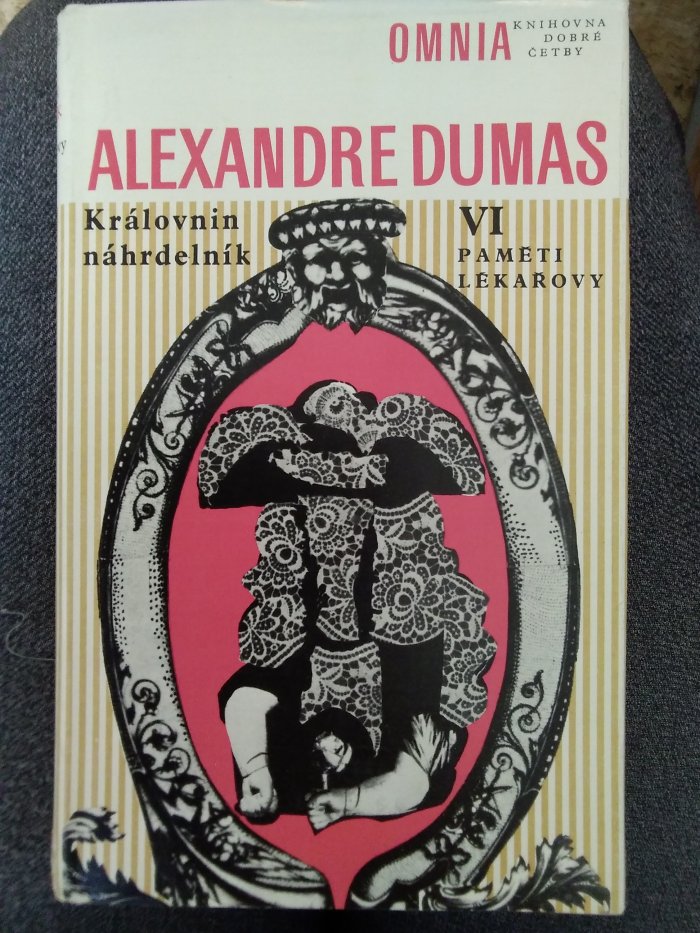 OMNIA
KNIHOVNA
DOBRÉ
ČETBY
ALEXANDRE DUMAS
Královnin
náhrdelník
VI
PAMĚTI
LÉKAŘOVY